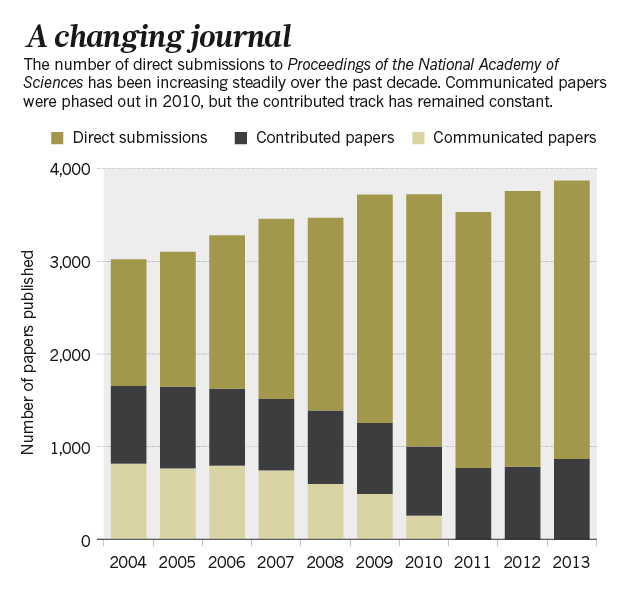 A changing journal
The number of direct submissions to Proceedings of the National Academy of
Sciences has been increasing steadily over the past decade. Communicated papers
were phased out in 2010, but the contributed track has remained constant.
Direct submissions Contributed papers Communicated papers
Number of papers published
4,000
3,000
2,000
1,000
0
2004 2005 2006 2007 2008 2009 2010 2011 2012 2013